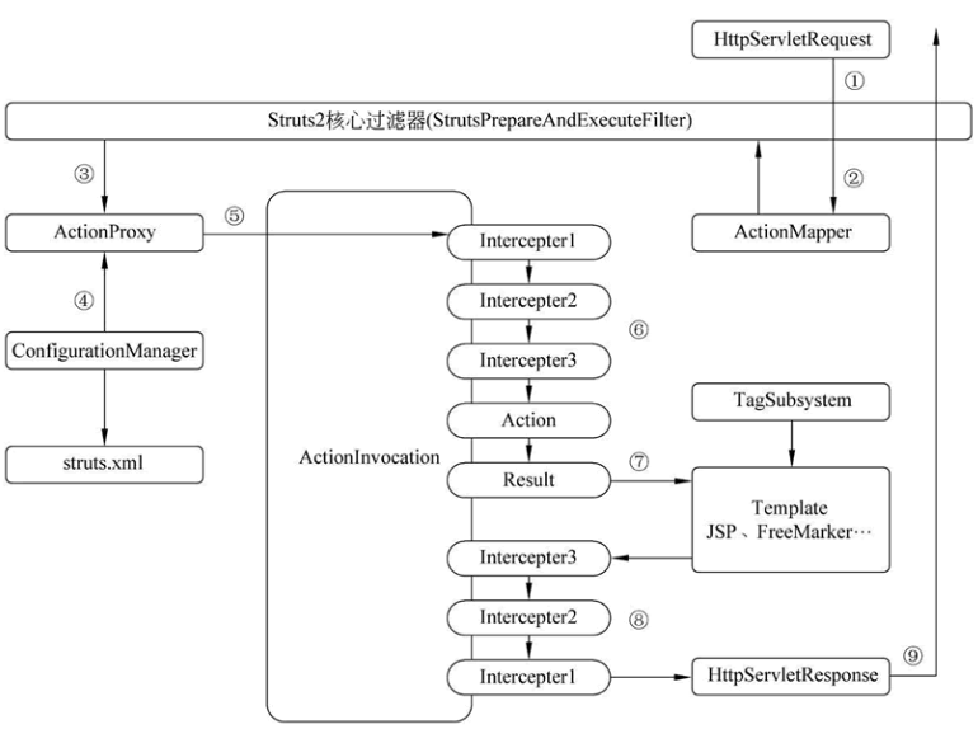 HttpServletRequest
①
Struts2核心过滤器(StrutsPrepareAndExecuteFilter)
③
②
ActionProxy
⑤
ActionMapper
Intercepter1
④
Intercepter2
⑥
ConfigurationManager
Intercepter3
TagSubsystem
Action
ActionInvocation
struts.xml
Result
⑦
Template
JSP、FreeMarker…
Intercepter3
Intercepter2
⑧
Intercepter1
HttpServletResponse
⑨